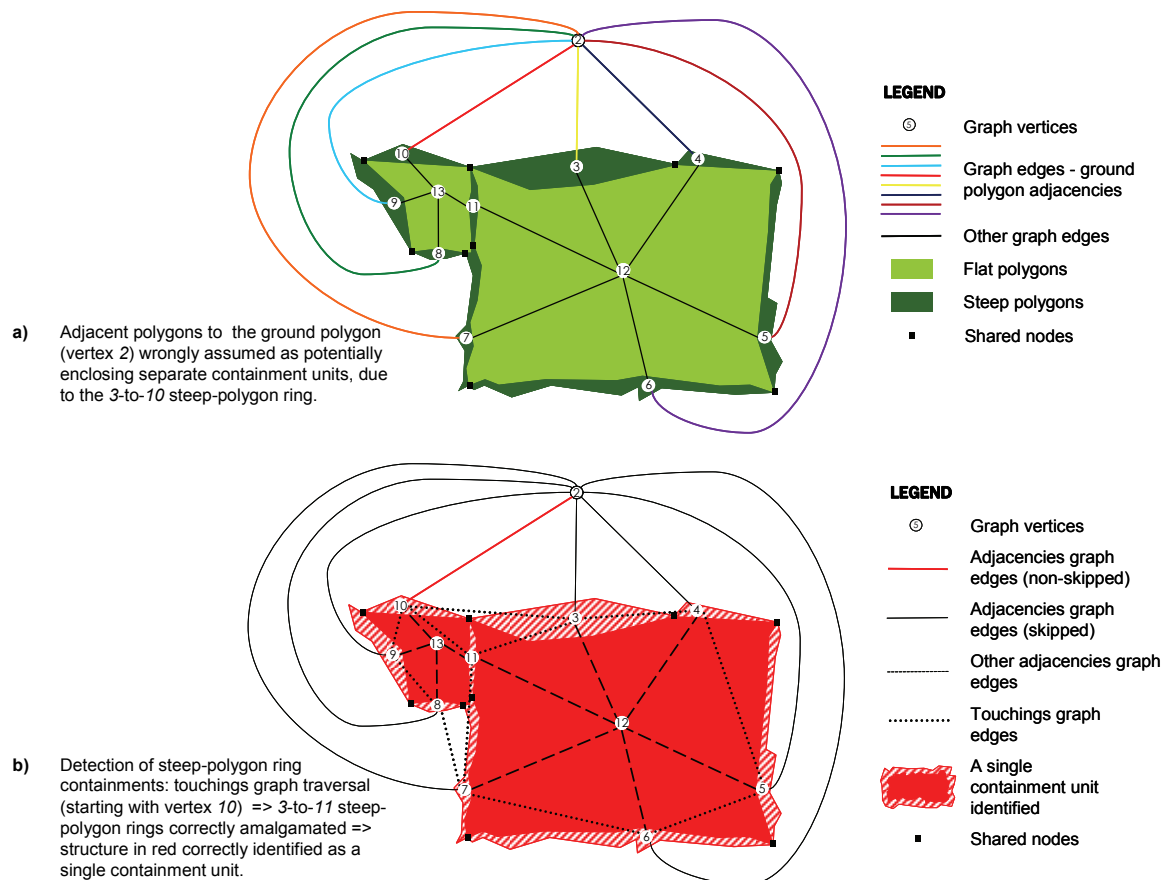 2
LEGEND
5 Graph vertices
Graph edges - ground
polygon adjacencies
Other graph edges
Flat polygons
Steep polygons
Shared nodes
10
3
4
13
9
11
8
12
7
5
6
a) Adjacent polygons to the ground polygon
(vertex 2) wrongly assumed as potentially
enclosing separate containment units, due
to the 3-to-10 steep-polygon ring.
2
LEGEND
5 Graph vertices
Adjacencies graph
edges (non-skipped)
Adjacencies graph
edges (skipped)
Other adjacencies graph
edges
Touchings graph
edges
A single
containment unit
identified
Shared nodes
10
3
4
13
9
11
8
12
7
5
6
b) Detection of steep-polygon ring
containments: touchings graph traversal
(starting with vertex 10) => 3-to-11 steep-
polygon rings correctly amalgamated =>
structure in red correctly identified as a
single containment unit.